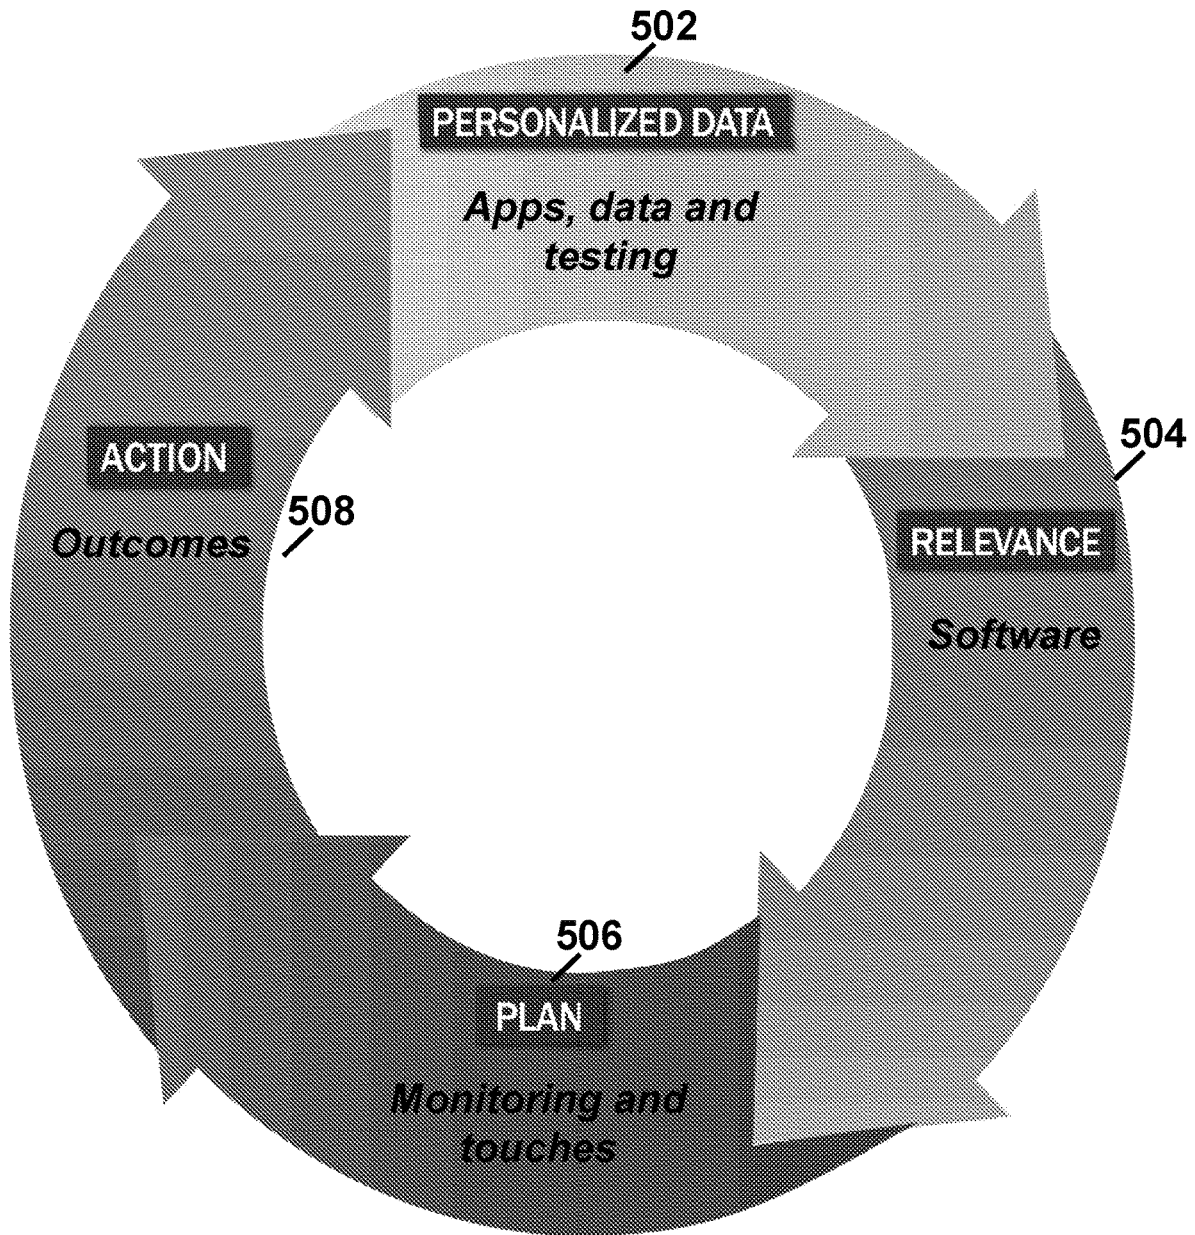 502
PERSONALIZED DATA
Apps, data and
testing
504
RELEVANCE
Software
506
PLAN
Monitoring and
touches
ACTION
508
Outcomes